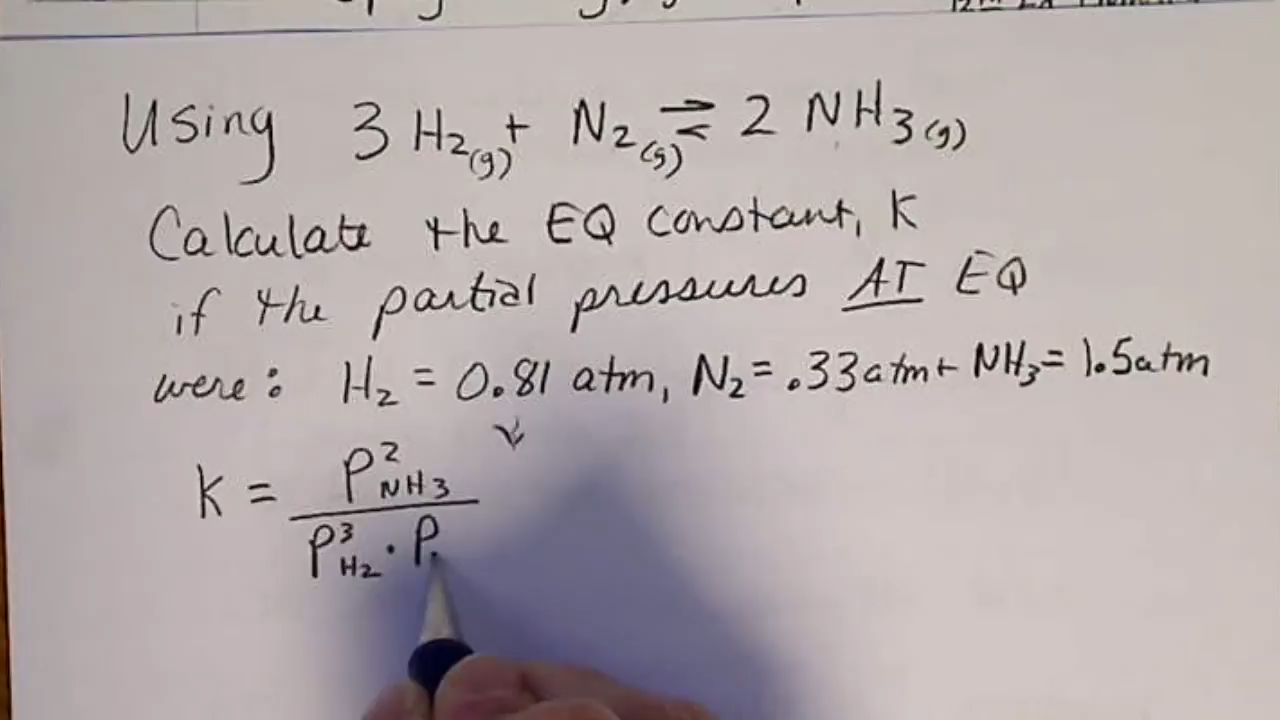 Using 3 H₂(g) + N₂(g) ⇌ 2 NH₃(g)
Calculate the EQ constant, K
if the partial pressures AT EQ
were: H₂ = 0.81 atm, N₂ = .33 atm + NH₃ = 1.5 atm
K = P²NH₃ / P³H₂ · P